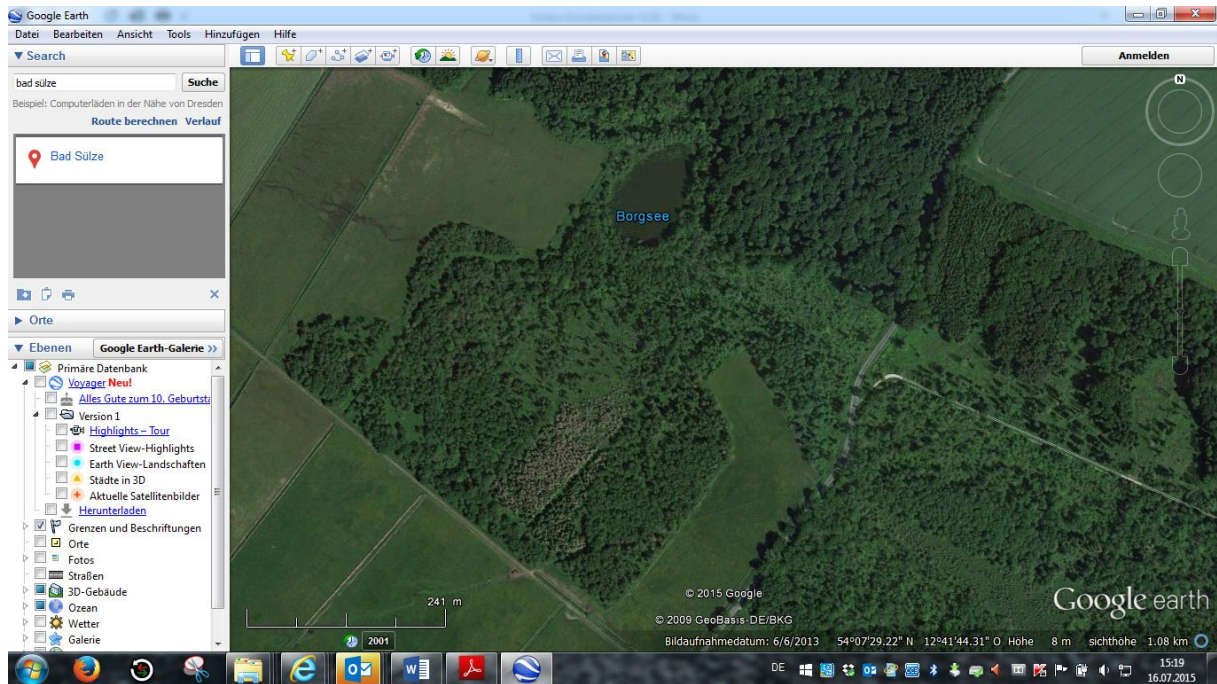 Google Earth
Datei Bearbeiten Ansicht Tools Hinzufügen Hilfe
Search
bad sülze
Suche
Beispiel: Computerläden in der Nähe von Dresden
Route berechnen Verlauf
Bad Sülze
Orte
Ebenen
Google Earth-Galerie >>
Primäre Datenbank
Voyager Neu!
Alles Gute zum 10. Geburtsta
Version 1
Highlights – Tour
Street View-Highlights
Earth View-Landschaften
Städte in 3D
Aktuelle Satellitenbilder
Herunterladen
Grenzen und Beschriftungen
Orte
Fotos
Straßen
3D-Gebäude
Ozean
Wetter
Galerie
Anmelden
N
Borgsee
241 m
2001
© 2015 Google
© 2009 GeoBasis-DE/BKG
Google earth
Bildaufnahmedatum: 6/6/2013 54°07'29.22" N 12°41'44.31" O Höhe 8 m sichthöhe 1.08 km
DE
15:19
16.07.2015